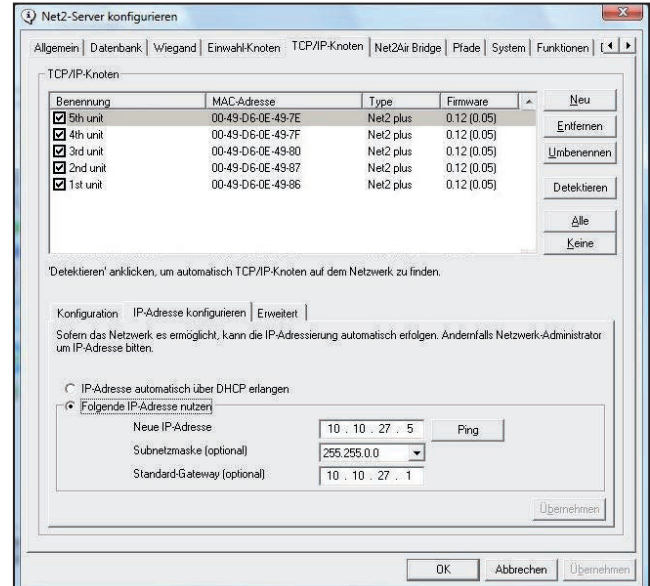 Net2-Server konfigurieren
Allgemein Datenbank Wiegand Einwahl-Knoten TCP/IP-Knoten Net2Air Bridge Pfade System Funktionen
TCP/IP-Knoten
Benennung MAC-Adresse Type Firmware
5th unit 00-49-D6-0E-49-7E Net2 plus 0.12 (0.05)
4th unit 00-49-D6-0E-49-7F Net2 plus 0.12 (0.05)
3rd unit 00-49-D6-0E-49-80 Net2 plus 0.12 (0.05)
2nd unit 00-49-D6-0E-49-87 Net2 plus 0.12 (0.05)
1st unit 00-49-D6-0E-49-86 Net2 plus 0.12 (0.05)
Neu
Entfernen
Umbenennen
Detektieren
Alle
Keine
'Detektieren' anklicken, um automatisch TCP/IP-Knoten auf dem Netzwerk zu finden.
Konfiguration IP-Adresse konfigurieren Erweitert
Sofern das Netzwerk es ermöglicht, kann die IP-Adressierung automatisch erfolgen. Andernfalls Netzwerk-Administrator
um IP-Adresse bitten.
IP-Adresse automatisch über DHCP erlangen
Folgende IP-Adresse nutzen
Neue IP-Adresse 10 . 10 . 27 . 5 Ping
Subnetzmaske (optional) 255.255.0.0
Standard-Gateway (optional) 10 . 10 . 27 . 1
Übernehmen
OK Abbrechen Übernehmen